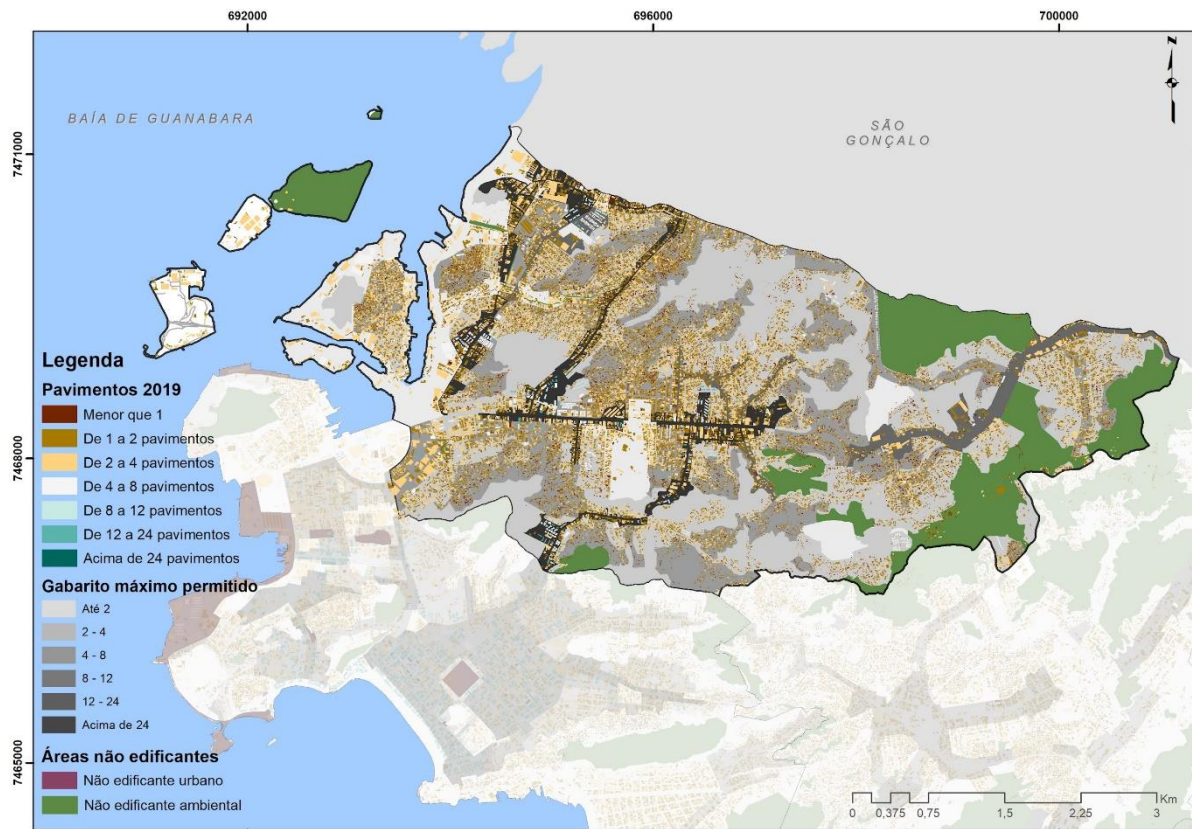 692000
696000
700000
N
BAÍA DE GUANABARA
SÃO
GONÇALO
7471000
7468000
7465000
Legenda
Pavimentos 2019
Menor que 1
De 1 a 2 pavimentos
De 2 a 4 pavimentos
De 4 a 8 pavimentos
De 8 a 12 pavimentos
De 12 a 24 pavimentos
Acima de 24 pavimentos
Gabarito máximo permitido
Até 2
2 - 4
4 - 8
8 - 12
12 - 24
Acima de 24
Áreas não edificantes
Não edificante urbano
Não edificante ambiental
Km
0 0,375 0,75 1,5 2,25 3